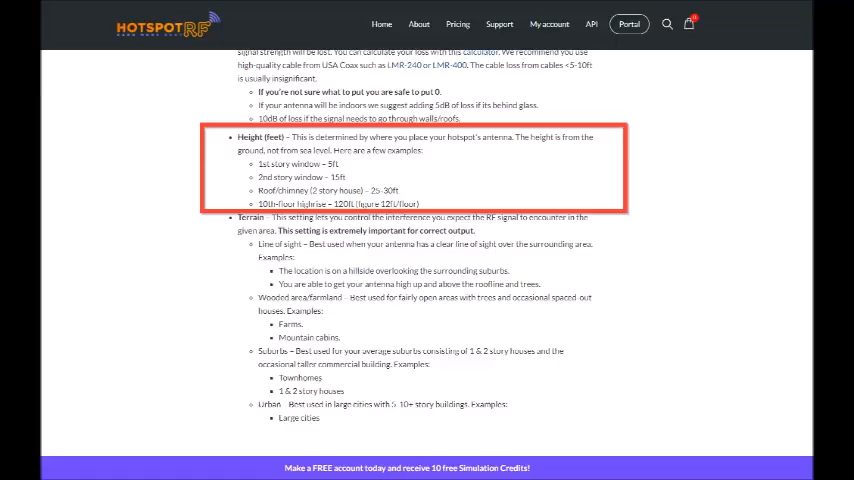 HOTSPOTRF
Home About Pricing Support My account API Portal 0
signal strength will be lost. You can calculate your loss with this calculator. We recommend you use
high-quality cable from USA Coax such as LMR-240 or LMR-400. The cable loss from cables <5-10ft
is usually insignificant.
If you're not sure what to put you are safe to put 0.
If your antenna will be indoors we suggest adding 5dB of loss if its behind glass.
10dB of loss if the signal needs to go through walls/roofs.
Height (feet) – This is determined by where you place your hotspot's antenna. The height is from the
ground, not from sea level. Here are a few examples:
1st story window – 5ft
2nd story window – 15ft
Roof/chimney (2 story house) – 25-30ft
10th-floor highrise – 120ft (figure 12ft/floor)
Terrain – This setting lets you control the interference you expect the RF signal to encounter in the
given area. This setting is extremely important for correct output.
Line of sight – Best used when your antenna has a clear line of sight over the surrounding area.
Examples:
The location is on a hillside overlooking the surrounding suburbs.
You are able to get your antenna high up and above the roofline and trees.
Wooded area/farmland – Best used for fairly open areas with trees and occasional spaced-out
houses. Examples:
Farms.
Mountain cabins.
Suburbs – Best used for your average suburbs consisting of 1 & 2 story houses and the
occasional taller commercial building. Examples:
Townhomes
1 & 2 story houses
Urban – Best used in large cities with 5-10+ story buildings. Examples:
Large cities
Make a FREE account today and receive 10 free Simulation Credits!